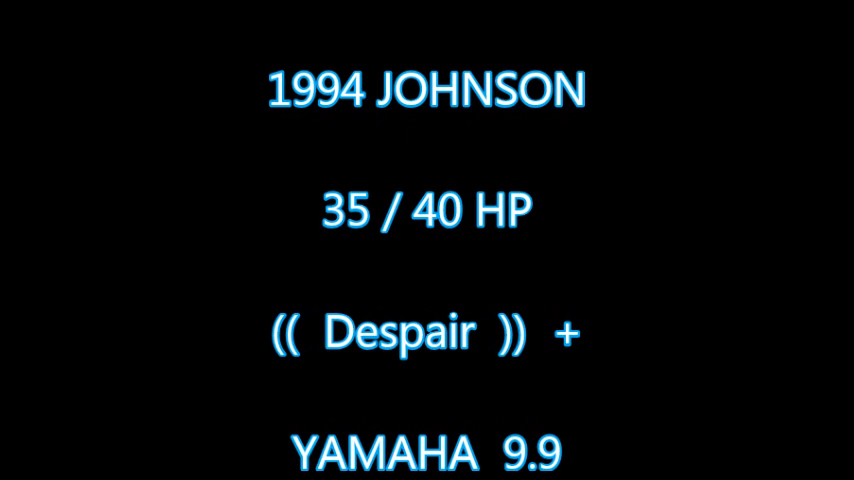 1994 JOHNSON
35 / 40 HP
((  Despair  ))  +
YAMAHA  9.9